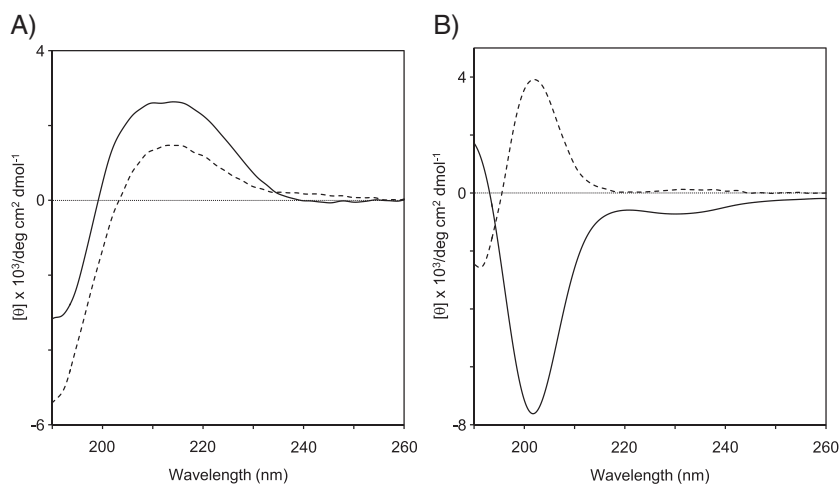 A)
4
0
-6
[θ] x 10³/deg cm² dmol⁻¹
200 220 240 260
Wavelength (nm)
B)
4
0
-8
[θ] x 10³/deg cm² dmol⁻¹
200 220 240 260
Wavelength (nm)